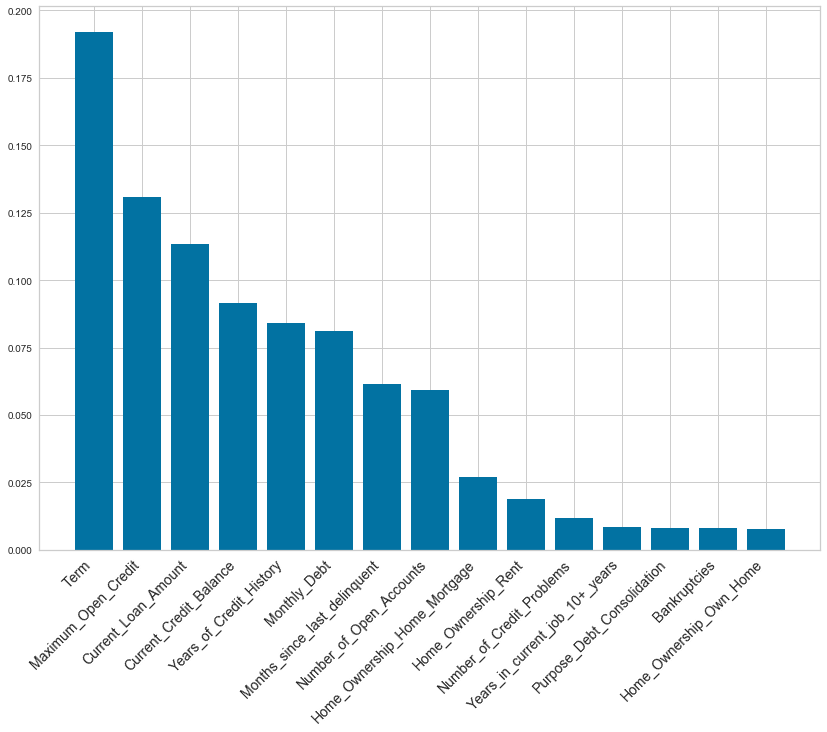 0.200
0.175
0.150
0.125
0.100
0.075
0.050
0.025
0.000
Term
Maximum_Open_Credit
Current_Loan_Amount
Current_Credit_Balance
Years_of_Credit_History
Monthly_Debt
Months_since_last_delinquent
Number_of_Open_Accounts
Home_Ownership_Home_Mortgage
Home_Ownership_Rent
Number_of_Credit_Problems
Years_in_current_job_10+_years
Purpose_Debt_Consolidation
Bankruptcies
Home_Ownership_Own_Home